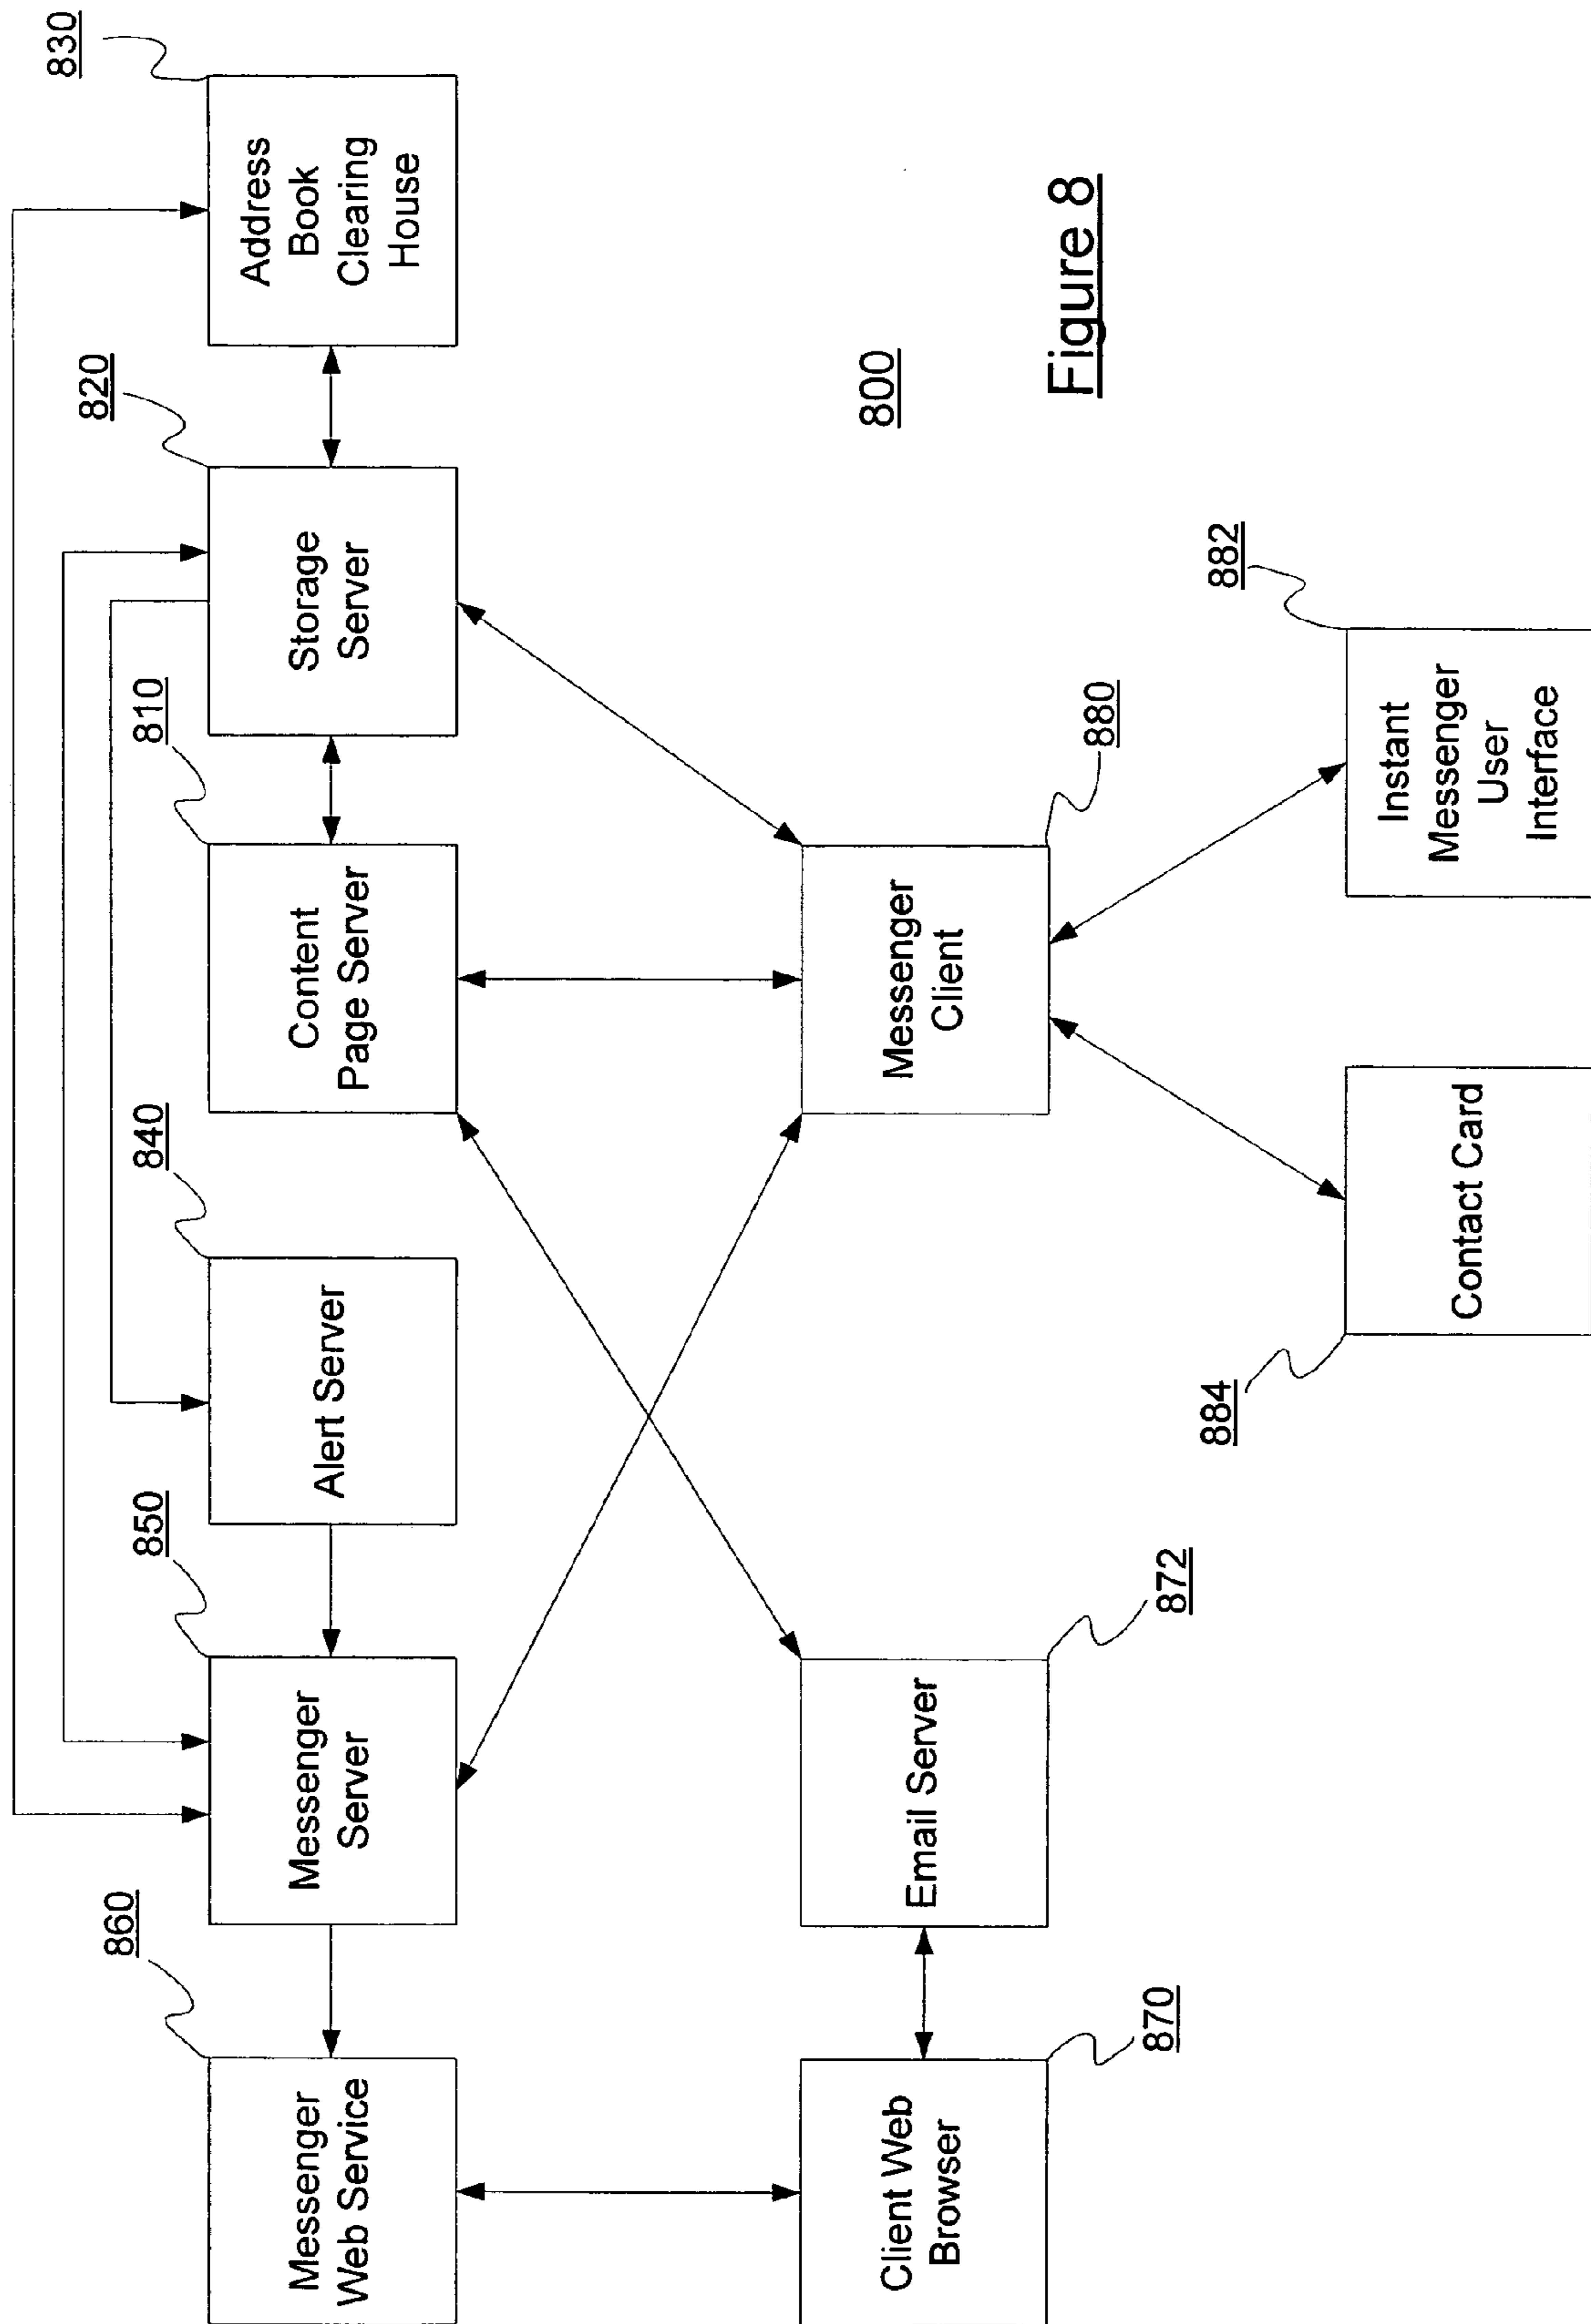 860
Messenger
Web Service
850
Messenger
Server
840
Alert Server
810
Content
Page Server
820
Storage
Server
830
Address
Book
Clearing
House
Client Web
Browser
870
Email Server
872
Messenger
Client
880
800
884
Contact Card
882
Instant
Messenger
User
Interface
Figure 8